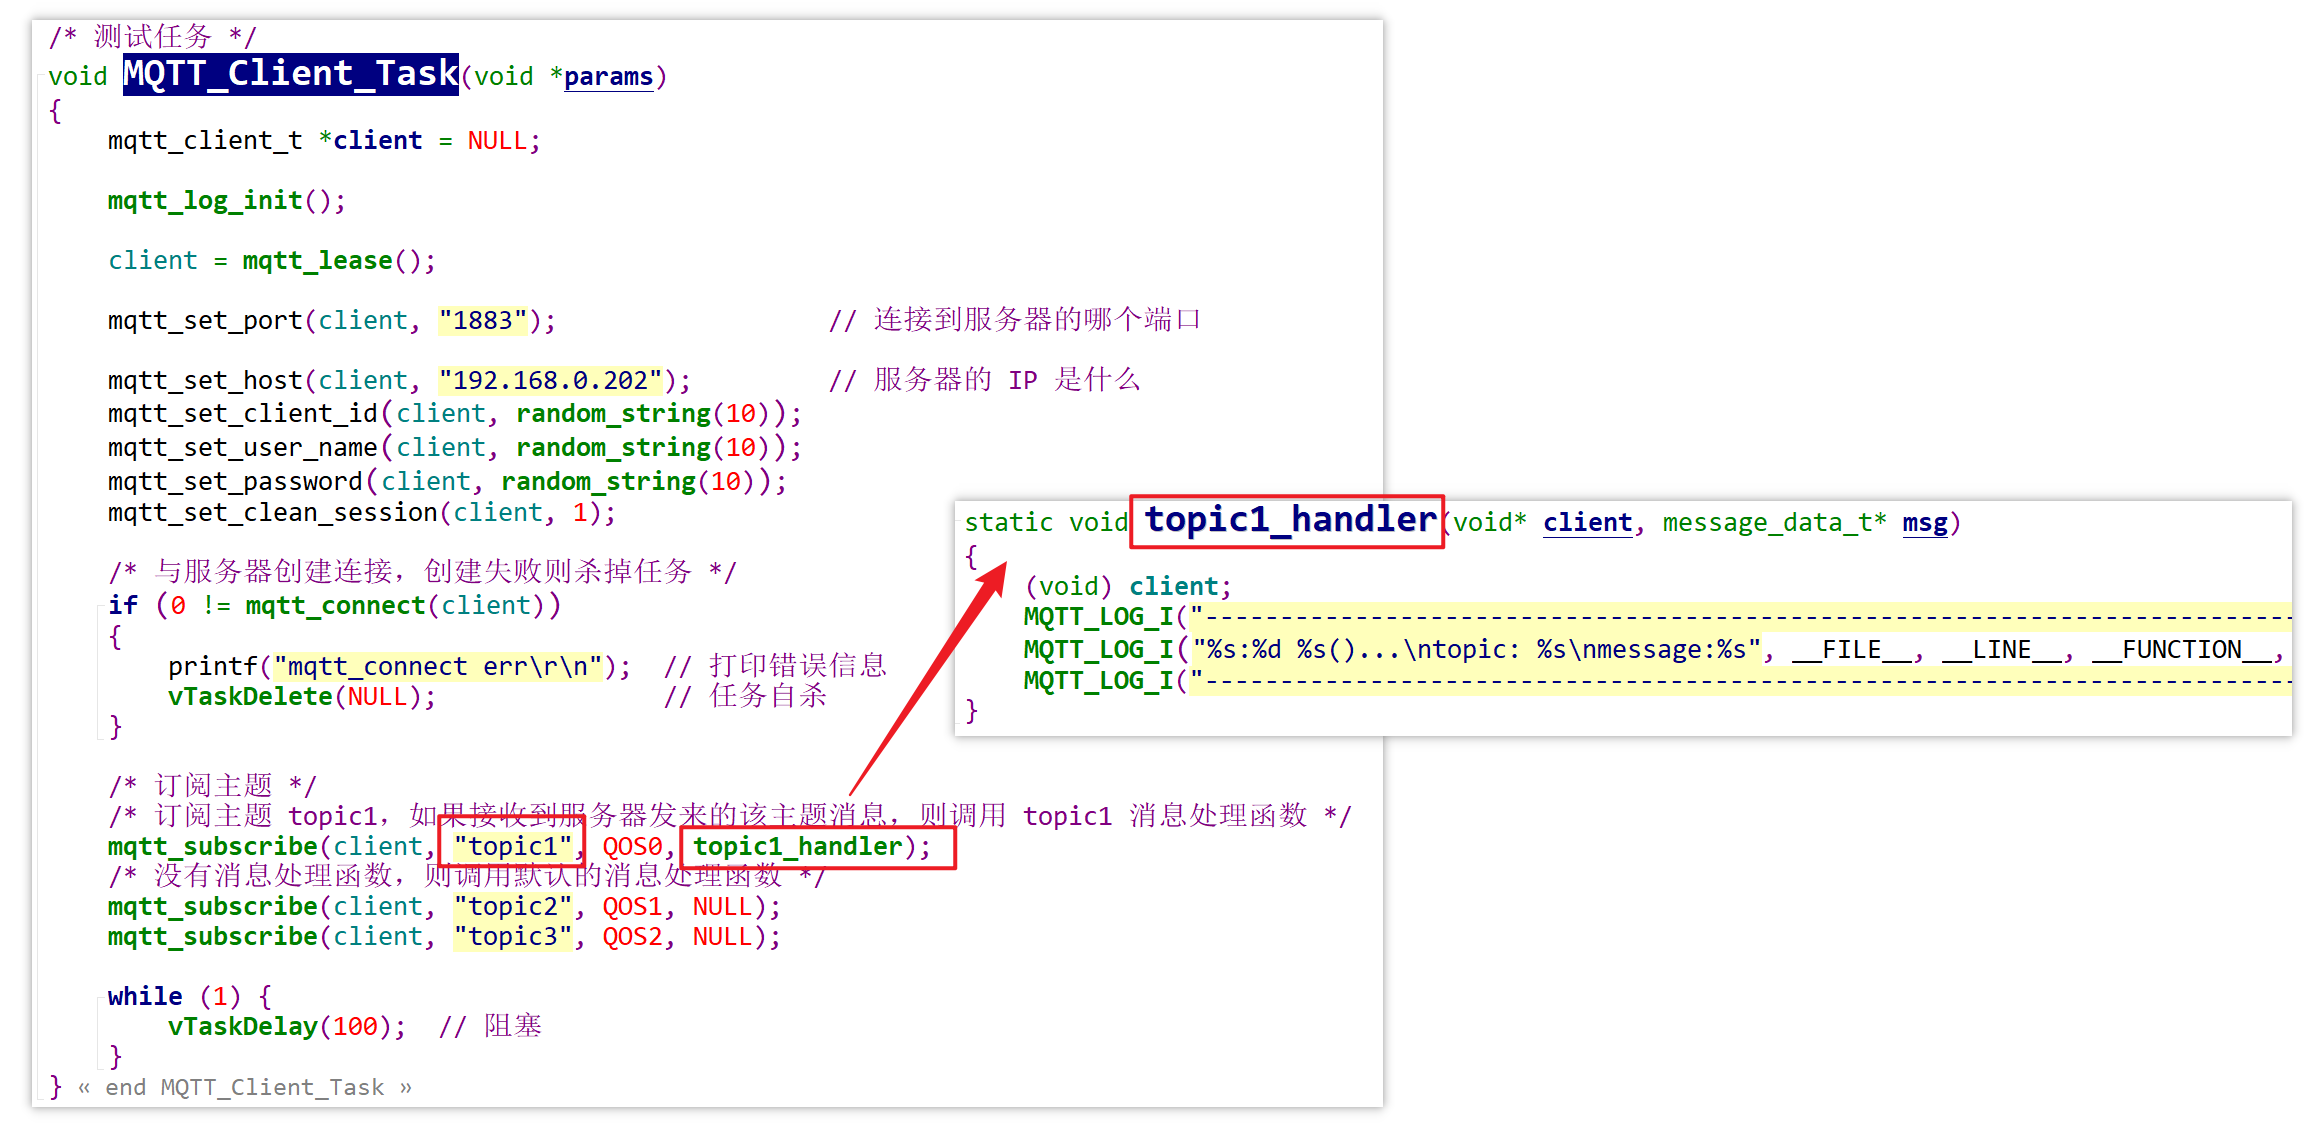 /* 测试任务 */
void MQTT_Client_Task(void *params)
{
    mqtt_client_t *client = NULL;
    mqtt_log_init();
    client = mqtt_lease();
    mqtt_set_port(client, "1883");                  // 连接到服务器的哪个端口
    mqtt_set_host(client, "192.168.0.202");         // 服务器的 IP 是什么
    mqtt_set_client_id(client, random_string(10));
    mqtt_set_user_name(client, random_string(10));
    mqtt_set_password(client, random_string(10));
    mqtt_set_clean_session(client, 1);
    /* 与服务器创建连接，创建失败则杀掉任务 */
    if (0 != mqtt_connect(client))
    {
        printf("mqtt_connect err\r\n");  // 打印错误信息
        vTaskDelete(NULL);               // 任务自杀
    }
    /* 订阅主题 */
    /* 订阅主题 topic1，如果接收到服务器发来的该主题消息，则调用 topic1 消息处理函数 */
    mqtt_subscribe(client, "topic1", QOS0, topic1_handler);
    /* 没有消息处理函数，则调用默认的消息处理函数 */
    mqtt_subscribe(client, "topic2", QOS1, NULL);
    mqtt_subscribe(client, "topic3", QOS2, NULL);
    while (1) {
        vTaskDelay(100);  // 阻塞
    }
} « end MQTT_Client_Task »
static void topic1_handler(void* client, message_data_t* msg)
{
    (void) client;
    MQTT_LOG_I("-------------------------------------------------------------------------
    MQTT_LOG_I("%s:%d %s()...\ntopic: %s\nmessage:%s", __FILE__, __LINE__, __FUNCTION__,
    MQTT_LOG_I("-------------------------------------------------------------------------
}